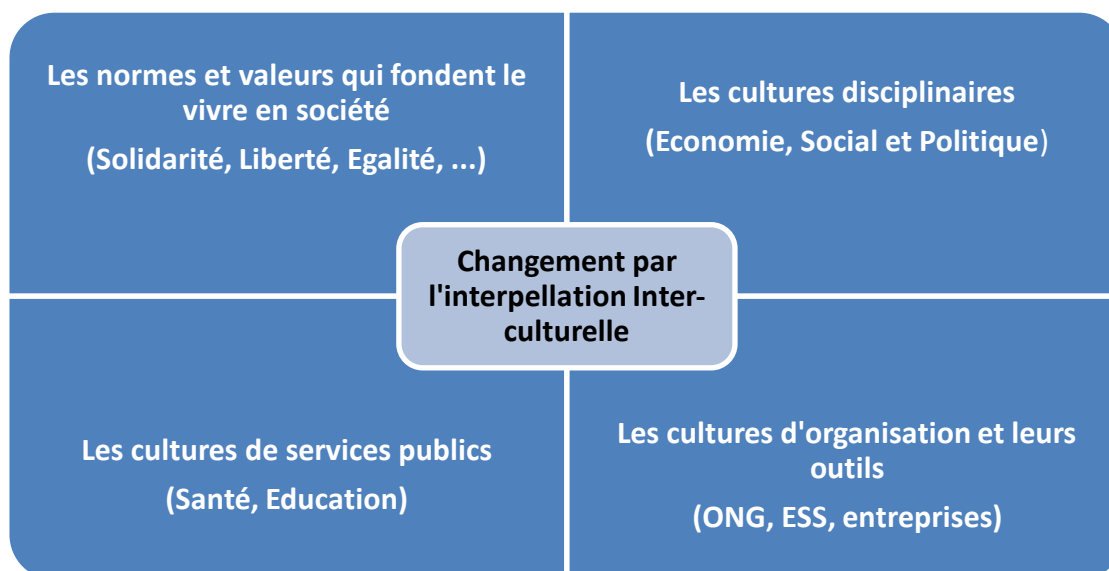 Les normes et valeurs qui fondent le
vivre en société
(Solidarité, Liberté, Egalité, ...)
Les cultures disciplinaires
(Economie, Social et Politique)
Changement par
l'interpellation Inter-
culturelle
Les cultures de services publics
(Santé, Education)
Les cultures d'organisation et leurs
outils
(ONG, ESS, entreprises)